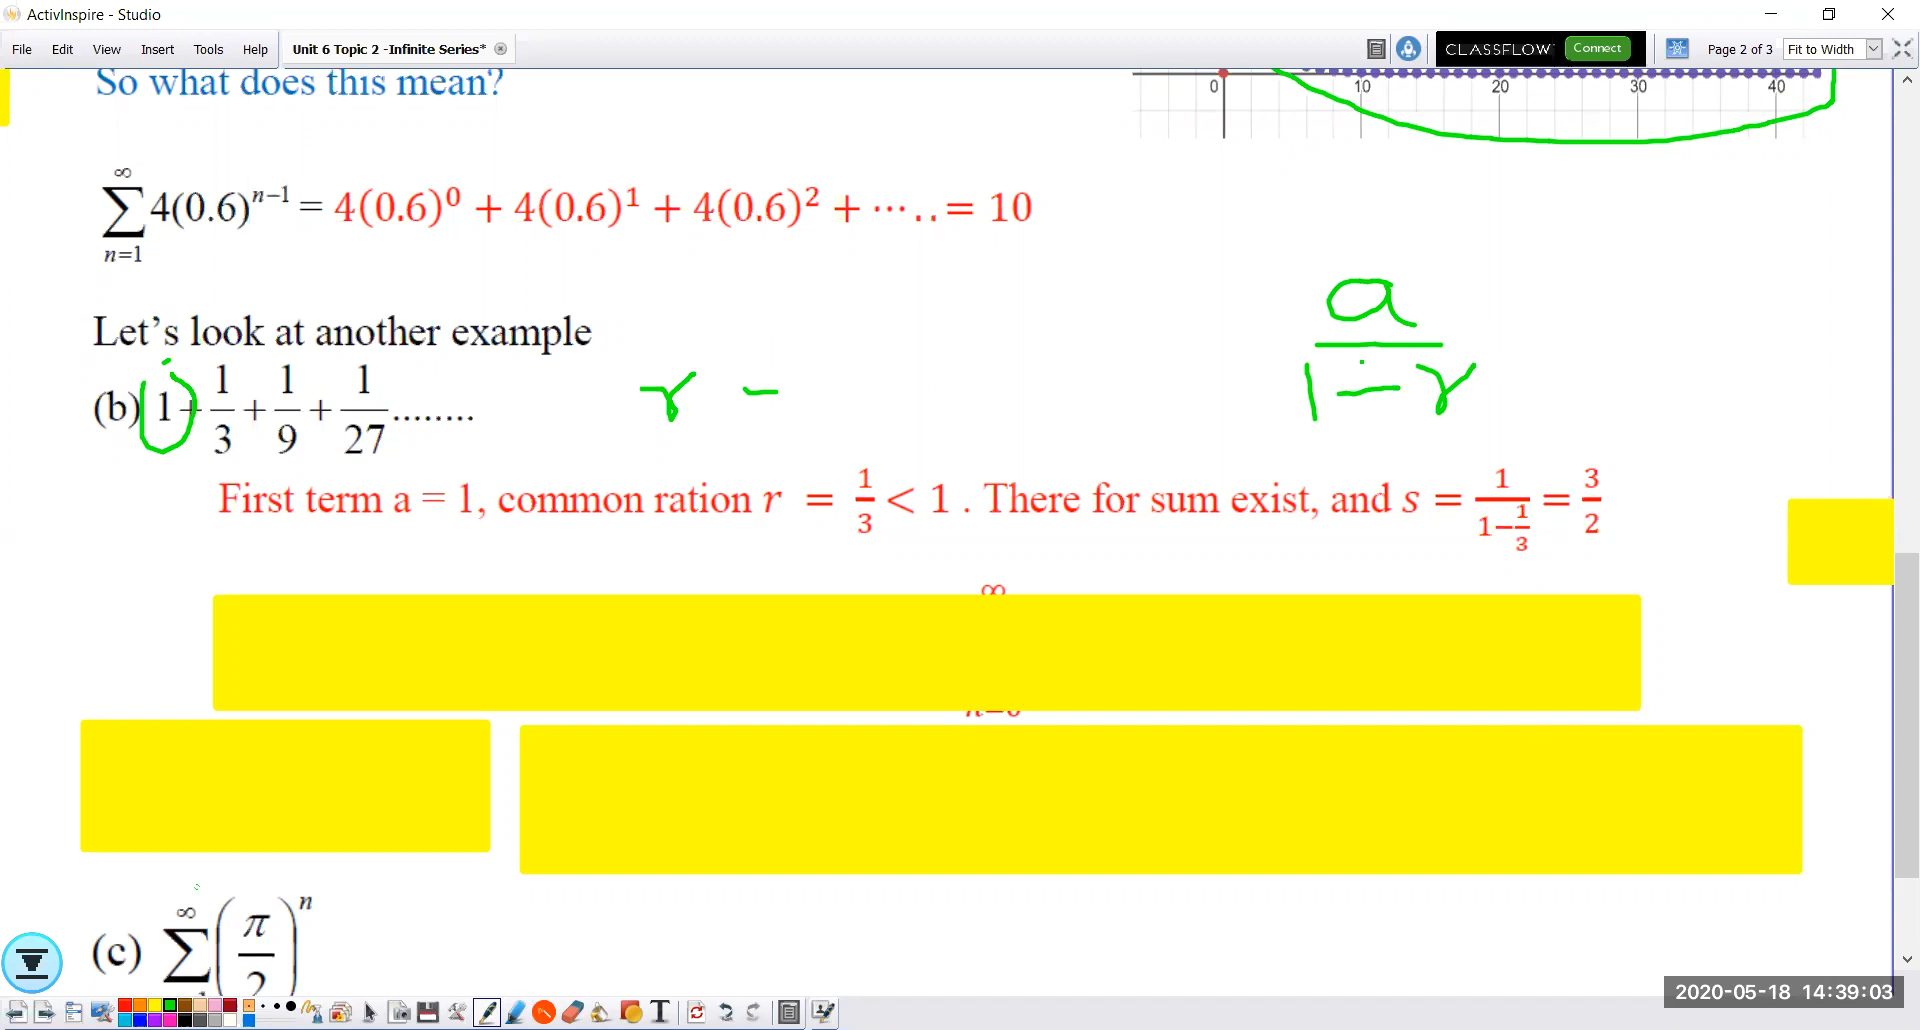 ActivInspire - Studio
File Edit View Insert Tools Help Unit 6 Topic 2 -Infinite Series* CLASSFLOW Connect Page 2 of 3 Fit to Width
So what does this mean?
0 10 20 30 40
∞
∑ 4(0.6)^{n−1} = 4(0.6)^0 + 4(0.6)^1 + 4(0.6)^2 + ⋯ . . = 10
n=1
a
Let's look at another example
(b) 1 + 1/3 + 1/9 + 1/27 ........ r - 1 - r
First term a = 1, common ration r = 1/3 < 1 . There for sum exist, and s = 1/(1−1/3) = 3/2
∞
(c) ∞ ∑ (π/2)^n
2020-05-18 14:39:03